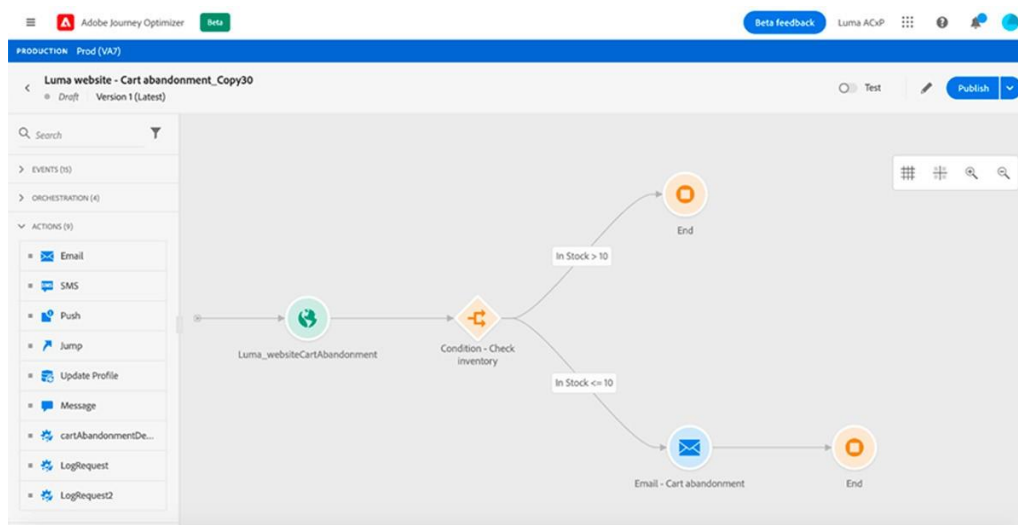 Adobe Journey Optimizer Beta Beta feedback Luma ACxP
PRODUCTION Prod (VA7)
Luma website - Cart abandonment_Copy30
Draft Version 1 (Latest) Test Publish
Search
EVENTS (15)
ORCHESTRATION (4)
ACTIONS (9)
Email
SMS
Push
Jump
Update Profile
Message
cartAbandonmentDe...
LogRequest
LogRequest2
Luma_websiteCartAbandonment
Condition - Check
inventory
In Stock > 10
End
In Stock <= 10
Email - Cart abandonment
End